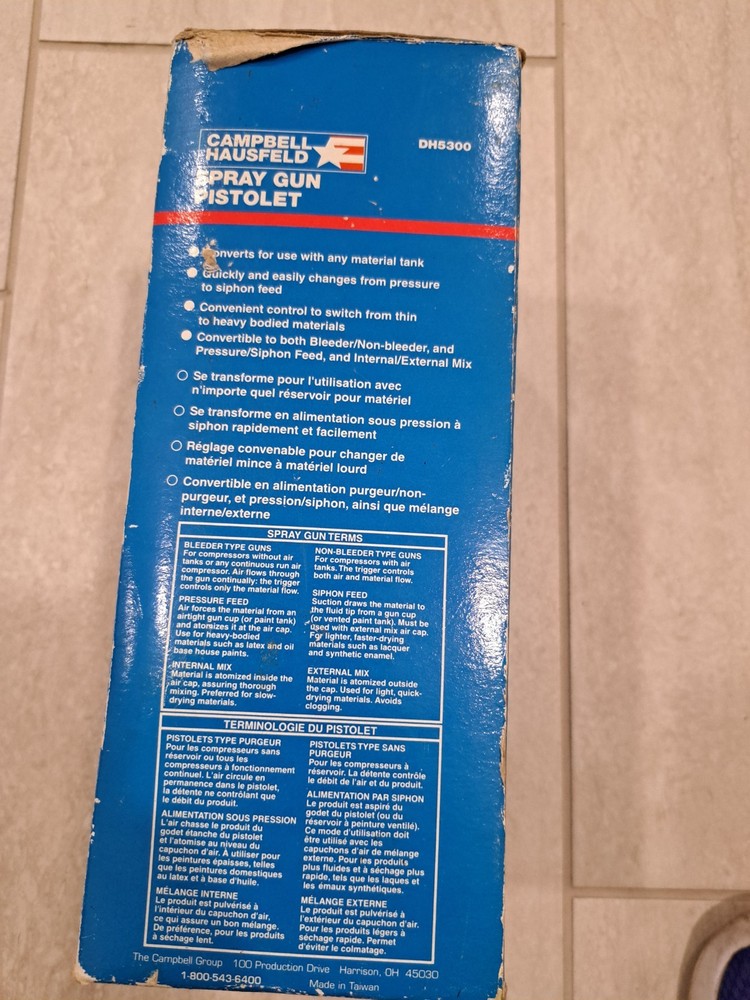 CAMPBELL
HAUSFELD
DH5300
SPRAY GUN
PISTOLET
Converts for use with any material tank
Quickly and easily changes from pressure
to siphon feed
Convenient control to switch from thin
to heavy bodied materials
Convertible to both Bleeder/Non-bleeder, and
Pressure/Siphon Feed, and Internal/External Mix
Se transforme pour l'utilisation avec
n'importe quel réservoir pour matériel
Se transforme en alimentation sous pression à
siphon rapidement et facilement
Réglage convenable pour changer de
matériel mince à matériel lourd
Convertible en alimentation purgeur/non-
purgeur, et pression/siphon, ainsi que mélange
interne/externe
SPRAY GUN TERMS
BLEEDER TYPE GUNS
For compressors without air
tanks or any continuous run air
compressor. Air flows through
the gun continually: the trigger
controls only the material flow.
PRESSURE FEED
Air forces the material from an
airtight gun cup (or paint tank)
and atomizes it at the air cap.
Use for heavy-bodied
materials such as latex and oil
base house paints.
INTERNAL MIX
Material is atomized inside the
air cap, assuring thorough
mixing. Preferred for slow-
drying materials.
NON-BLEEDER TYPE GUNS
For compressors with air
tanks. The trigger controls
both air and material flow.
SIPHON FEED
Suction draws the material to
the fluid tip from a gun cup
(or vented paint tank). Must be
used with external mix air cap.
For lighter, faster-drying
materials such as lacquer
and synthetic enamel.
EXTERNAL MIX
Material is atomized outside
the cap. Used for light, quick-
drying materials. Avoids
clogging.
TERMINOLOGIE DU PISTOLET
PISTOLETS TYPE PURGEUR
Pour les compresseurs sans
réservoir ou tous les
compresseurs à fonctionnement
continuel. L'air circule en
permanence dans le pistolet,
la détente ne contrôlant que
le débit du produit.
ALIMENTATION SOUS PRESSION
L'air chasse le produit du
godet étanche du pistolet
et l'atomise au niveau du
capuchon d'air. À utiliser pour
les peintures épaisses, telles
que les peintures domestiques
au latex et à base d'huile.
MÉLANGE INTERNE
Le produit est pulvérisé à
l'intérieur du capuchon d'air,
ce qui assure un bon mélange.
De préférence, pour les produits
à séchage lent.
PISTOLETS TYPE SANS
PURGEUR
Pour les compresseurs à
réservoir. La détente contrôle
le débit de l'air et du produit.
ALIMENTATION PAR SIPHON
Le produit est aspiré du
godet du pistolet (ou du
réservoir à peinture ventilé).
Ce mode d'utilisation doit
être utilisé avec les
capuchons d'air de mélange
externe. Pour les produits
plus fluides et à séchage plus
rapide, tels que les laques et
les émaux synthétiques.
MÉLANGE EXTERNE
Le produit est pulvérisé à
l'extérieur du capuchon d'air.
Pour les produits légers à
séchage rapide. Permet
d'éviter le colmatage.
The Campbell Group 100 Production Drive Harrison, OH 45030
1-800-543-6400 Made in Taiwan